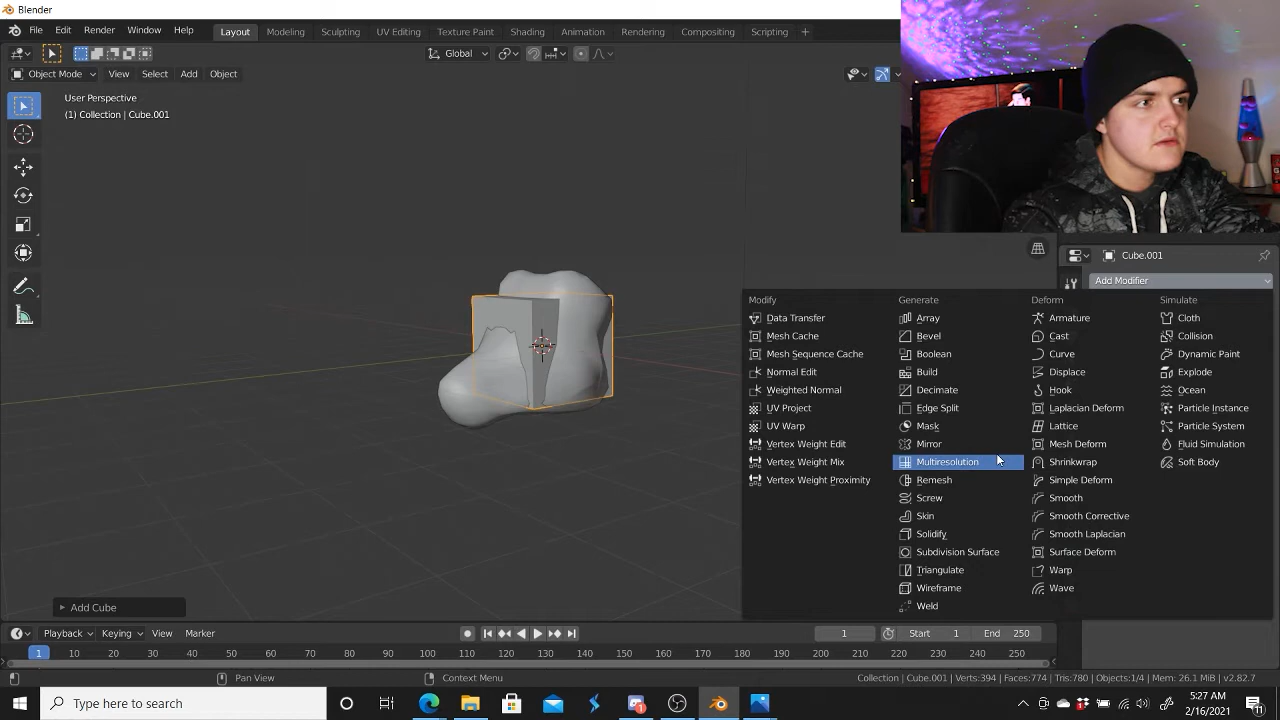 Blender
File Edit Render Window Help
Layout Modeling Sculpting UV Editing Texture Paint Shading Animation Rendering Compositing Scripting +
Global
Object Mode View Select Add Object
User Perspective
(1) Collection | Cube.001
Cube.001
Add Modifier
Modify Generate Deform Simulate
Data Transfer Array Armature Cloth
Mesh Cache Bevel Cast Collision
Mesh Sequence Cache Boolean Curve Dynamic Paint
Normal Edit Build Displace Explode
Weighted Normal Decimate Hook Ocean
UV Project Edge Split Laplacian Deform Particle Instance
UV Warp Mask Lattice Particle System
Vertex Weight Edit Mirror Mesh Deform Fluid Simulation
Vertex Weight Mix Multiresolution Shrinkwrap Soft Body
Vertex Weight Proximity Remesh Simple Deform
Screw Smooth
Skin Smooth Corrective
Solidify Smooth Laplacian
Subdivision Surface Surface Deform
Triangulate Warp
Wireframe Wave
Weld
Add Cube
Playback Keying View Marker 1 Start 1 End 250
1 10 20 30 40 50 60 70 80 90 100 110 120 130 140 150 160 170 180 190 200 210 220 230 240 250
Pan View Context Menu Collection | Cube.001 | Verts:394 | Faces:774 | Tris:780 | Objects:1/4 | Mem: 26.1 MiB | v2.82.7
Type here to search
5:27 AM
2/16/2021